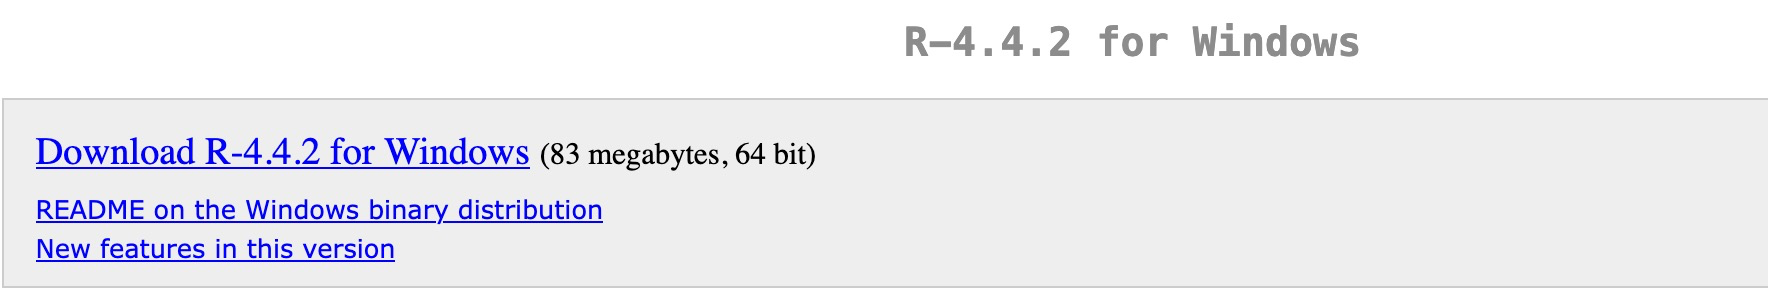 R-4.4.2 for Windows
Download R-4.4.2 for Windows (83 megabytes, 64 bit)
README on the Windows binary distribution
New features in this version